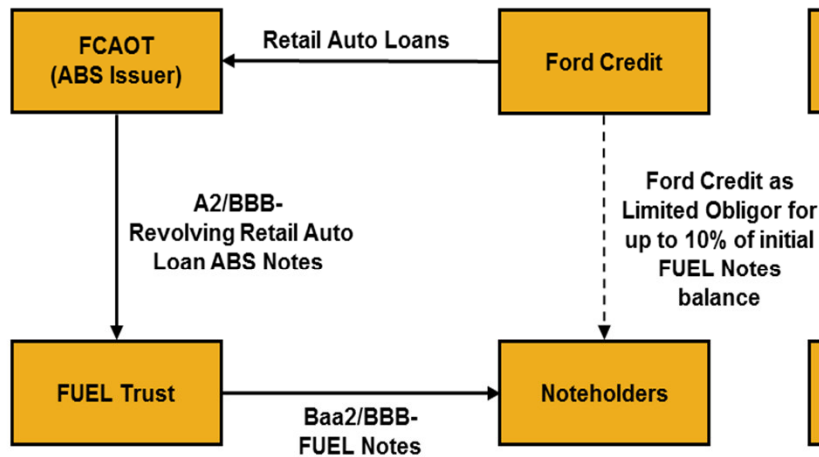 FCAOT
(ABS Issuer)
Retail Auto Loans
Ford Credit
A2/BBB-
Revolving Retail Auto
Loan ABS Notes
Ford Credit as
Limited Obligor for
up to 10% of initial
FUEL Notes
balance
FUEL Trust
Baa2/BBB-
FUEL Notes
Noteholders